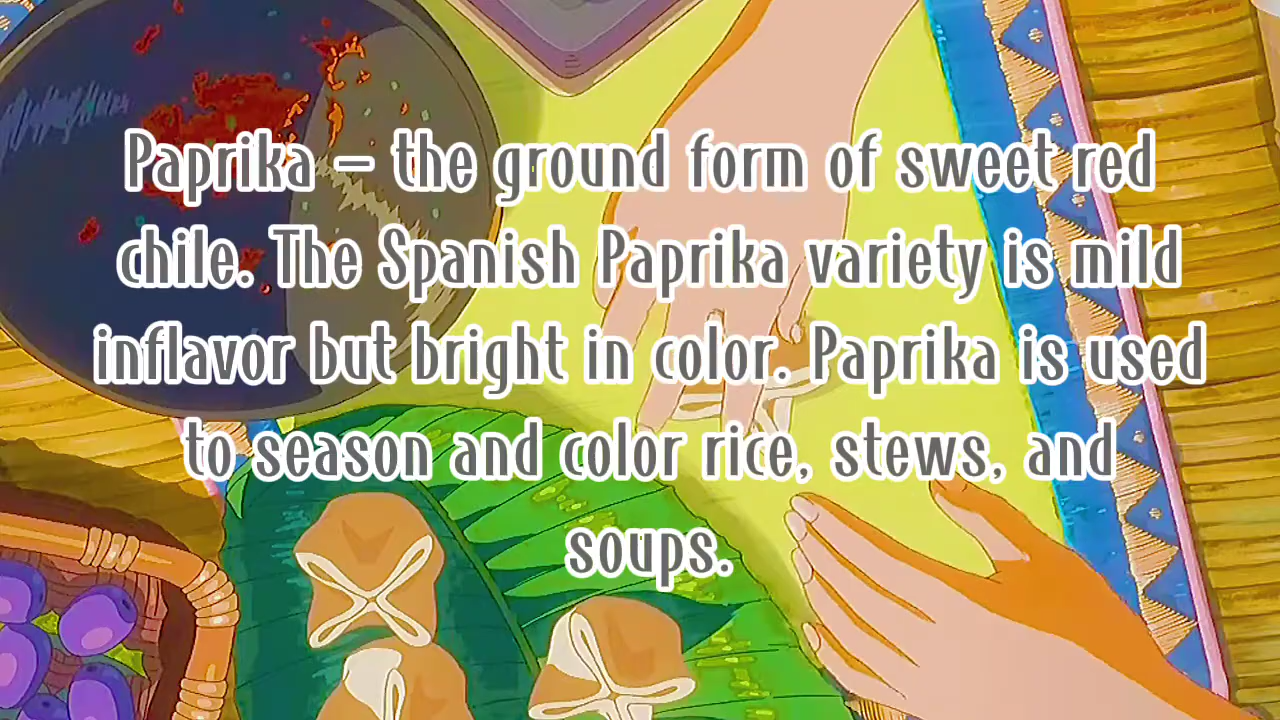 Paprika – the ground form of sweet red
chile. The Spanish Paprika variety is mild
inflavor but bright in color. Paprika is used
to season and color rice, stews, and
soups.